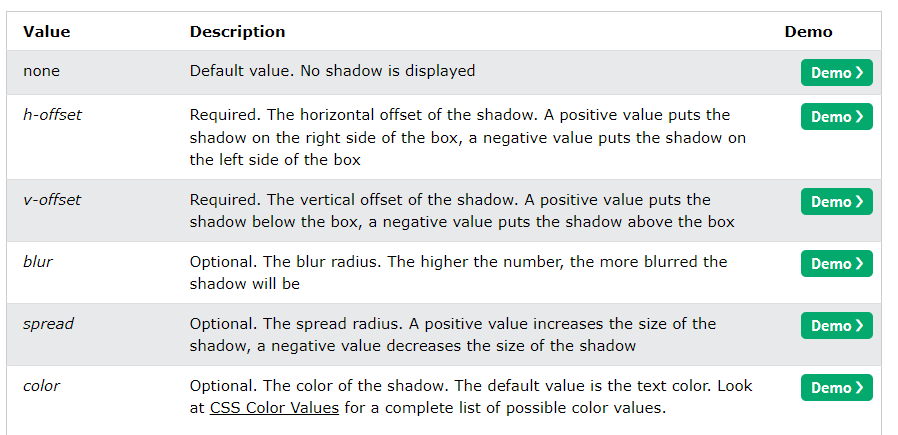 Value Description Demo
none Default value. No shadow is displayed Demo ❯
h-offset Required. The horizontal offset of the shadow. A positive value puts the Demo ❯
shadow on the right side of the box, a negative value puts the shadow on
the left side of the box
v-offset Required. The vertical offset of the shadow. A positive value puts the Demo ❯
shadow below the box, a negative value puts the shadow above the box
blur Optional. The blur radius. The higher the number, the more blurred the Demo ❯
shadow will be
spread Optional. The spread radius. A positive value increases the size of the Demo ❯
shadow, a negative value decreases the size of the shadow
color Optional. The color of the shadow. The default value is the text color. Look Demo ❯
at CSS Color Values for a complete list of possible color values.